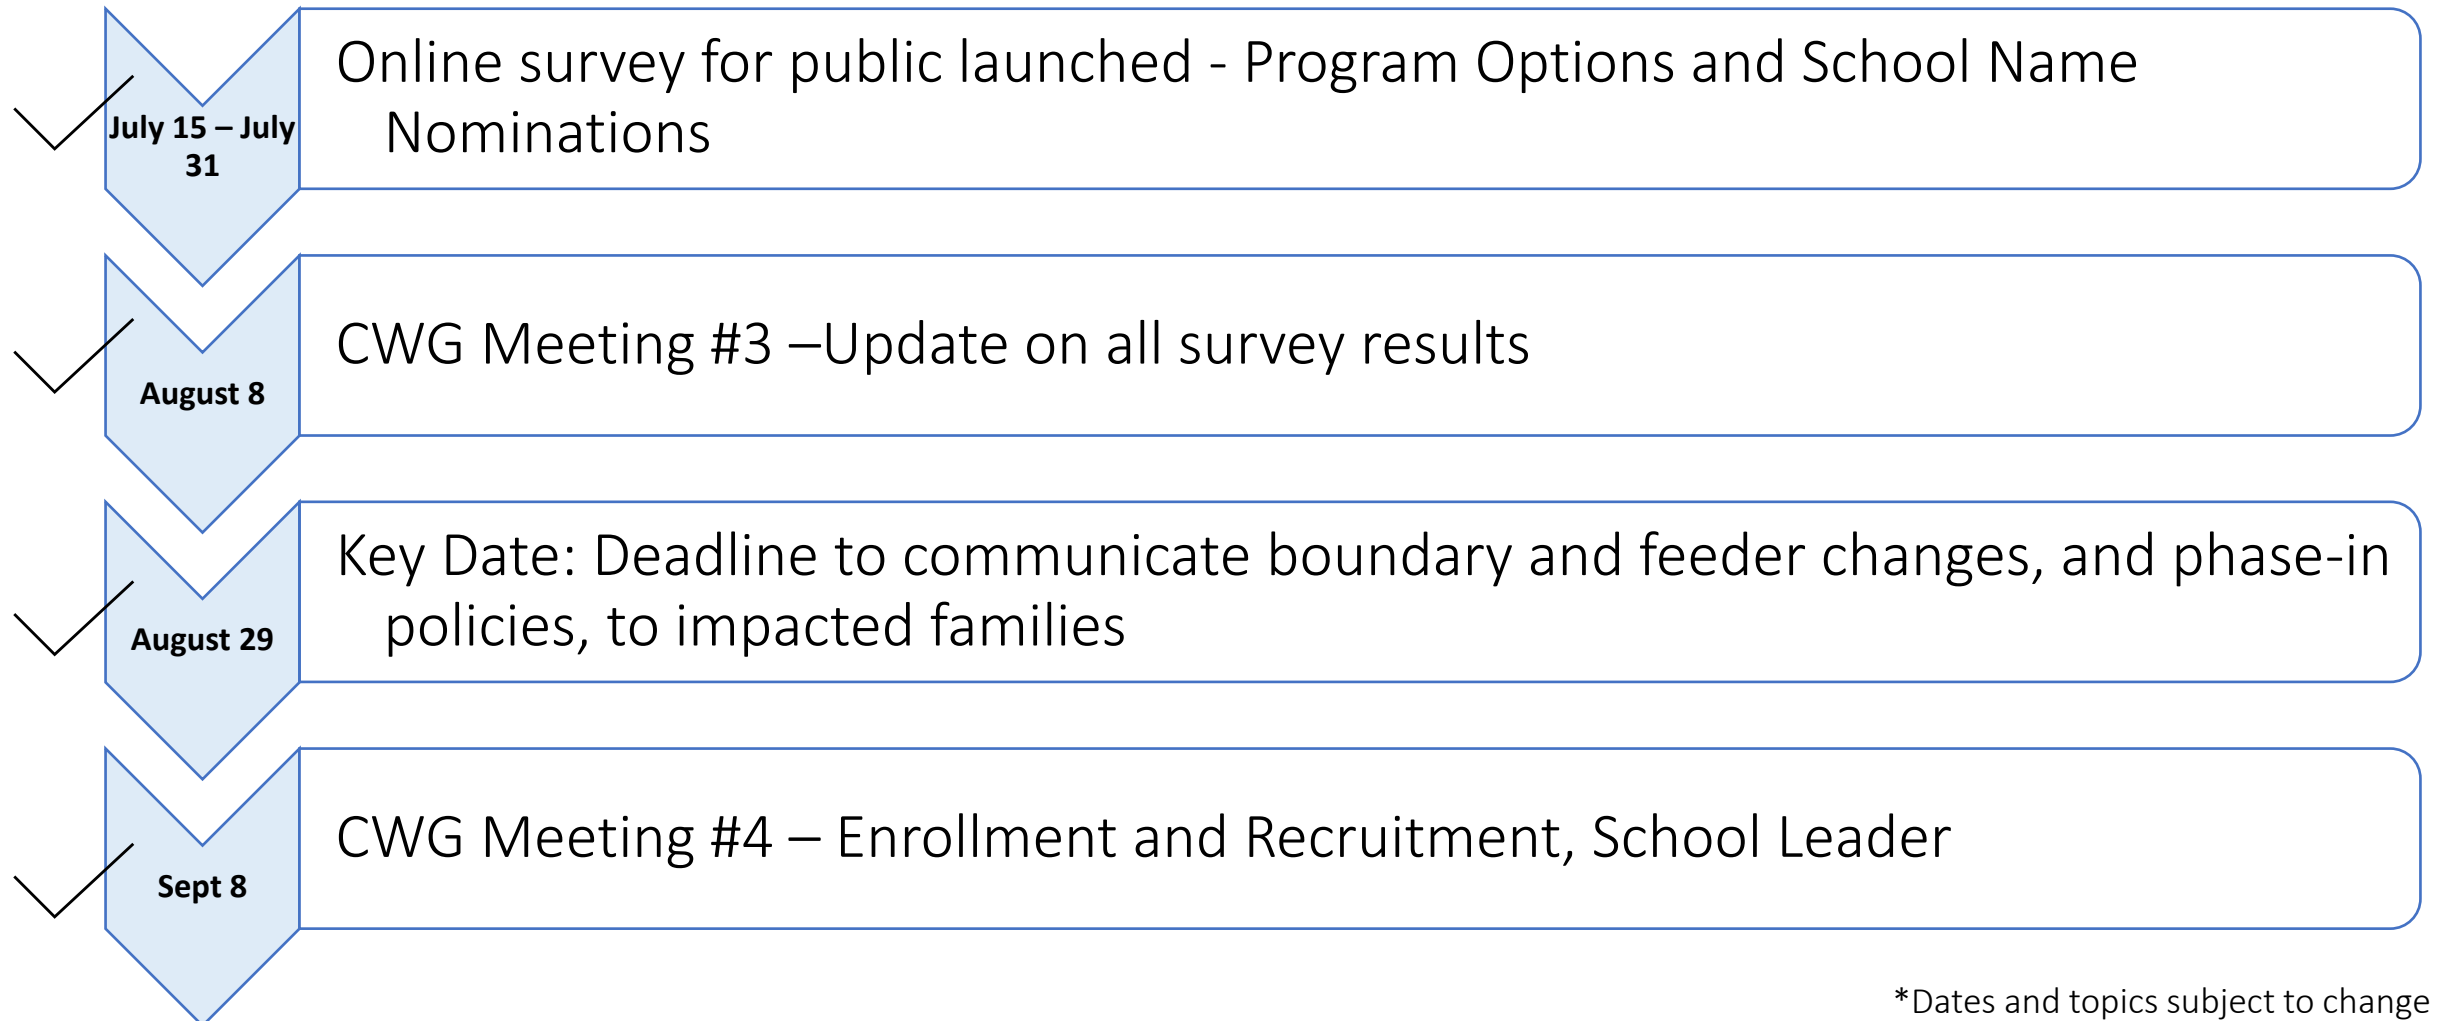 July 15 – July
31
Online survey for public launched - Program Options and School Name
Nominations
August 8
CWG Meeting #3 –Update on all survey results
August 29
Key Date: Deadline to communicate boundary and feeder changes, and phase-in
policies, to impacted families
Sept 8
CWG Meeting #4 – Enrollment and Recruitment, School Leader
*Dates and topics subject to change